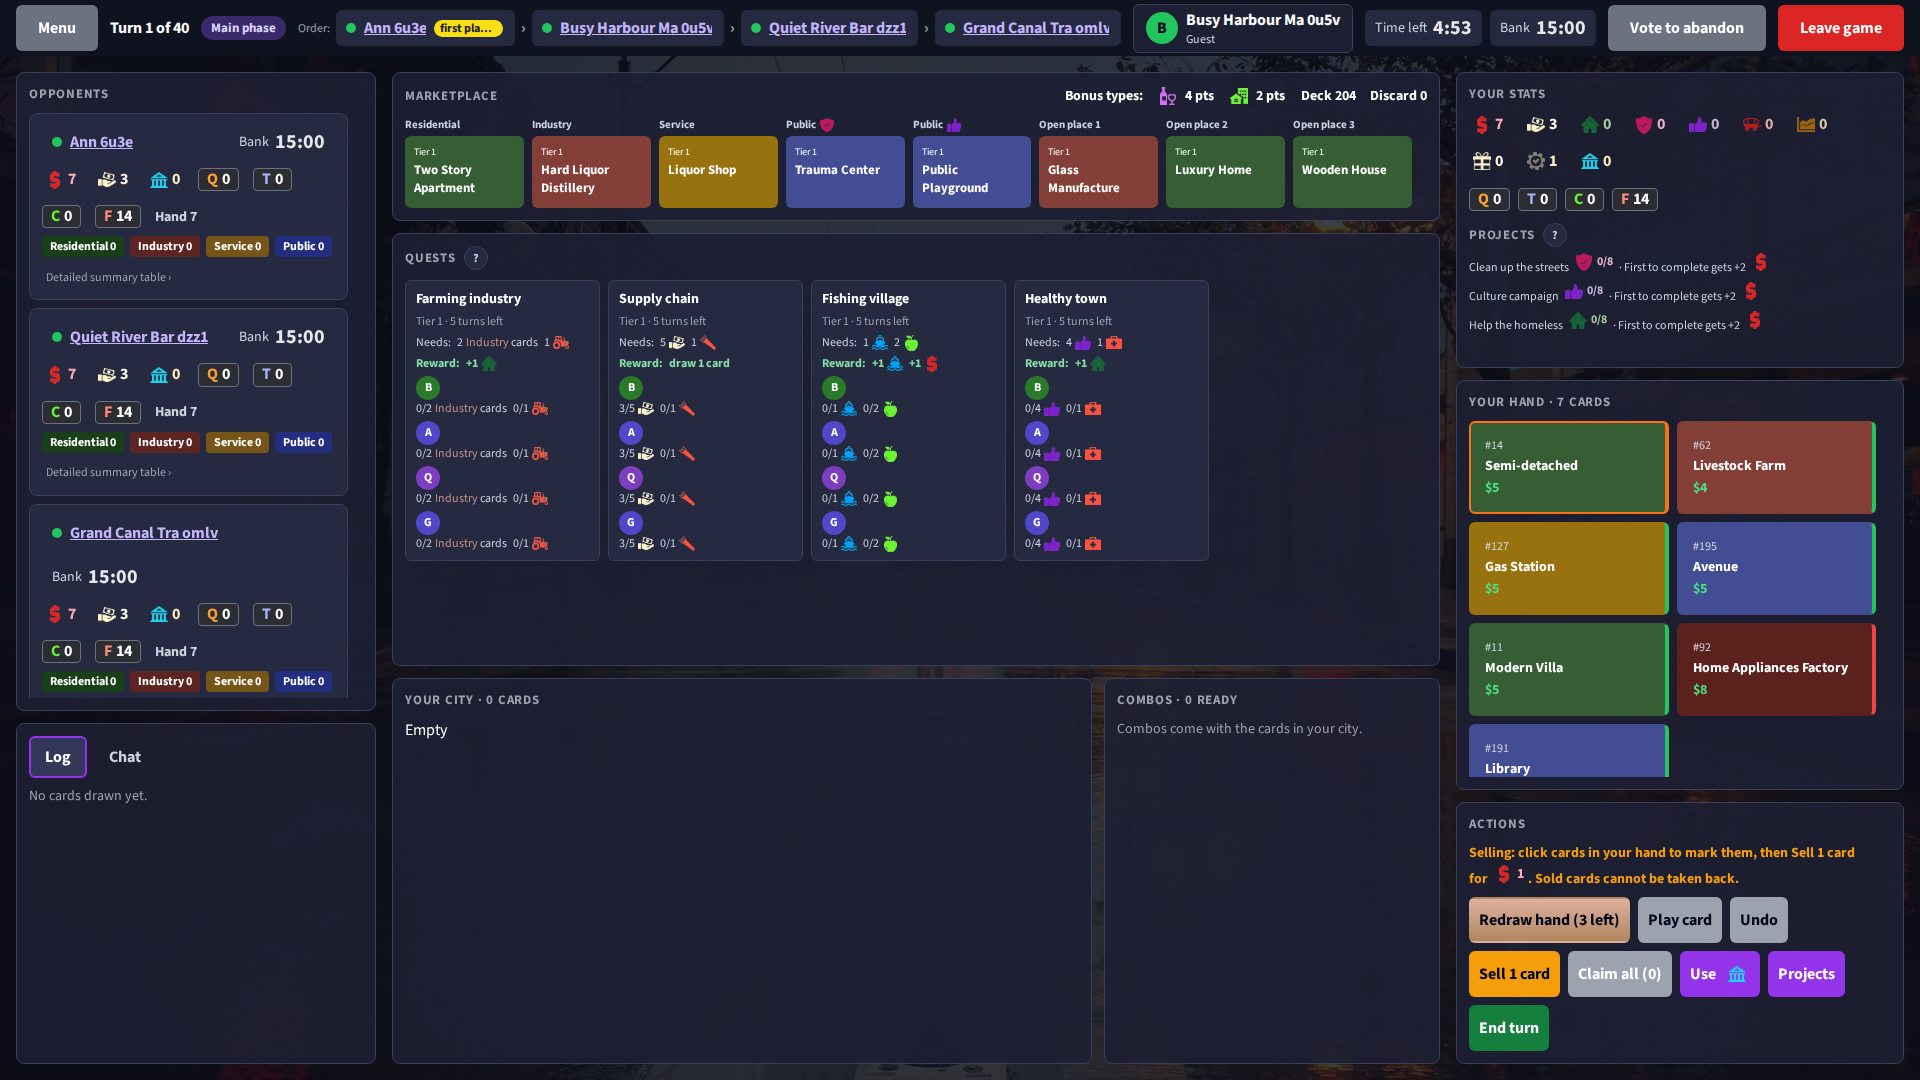 Menu
Turn 1 of 40
Main phase
Order:
Ann 6u3e
first pla...
Busy Harbour Ma 0u5v
Quiet River Bar dzz1
Grand Canal Tra omlv
B
Busy Harbour Ma 0u5v
Guest
Time left 4:53
Bank 15:00
Vote to abandon
Leave game
OPPONENTS
Ann 6u3e
Bank 15:00
7 3 0 Q 0 T 0
C 0 F 14 Hand 7
Residential 0 Industry 0 Service 0 Public 0
Detailed summary table ›
Quiet River Bar dzz1
Bank 15:00
7 3 0 Q 0 T 0
C 0 F 14 Hand 7
Residential 0 Industry 0 Service 0 Public 0
Detailed summary table ›
Grand Canal Tra omlv
Bank 15:00
7 3 0 Q 0 T 0
C 0 F 14 Hand 7
Residential 0 Industry 0 Service 0 Public 0
Log
Chat
No cards drawn yet.
MARKETPLACE
Bonus types: 4 pts 2 pts Deck 204 Discard 0
Residential
Tier 1
Two Story
Apartment
Industry
Tier 1
Hard Liquor
Distillery
Service
Tier 1
Liquor Shop
Public
Tier 1
Trauma Center
Public
Tier 1
Public
Playground
Open place 1
Tier 1
Glass
Manufacture
Open place 2
Tier 1
Luxury Home
Open place 3
Tier 1
Wooden House
QUESTS ?
Farming industry
Tier 1 · 5 turns left
Needs: 2 Industry cards 1
Reward: +1
B
0/2 Industry cards 0/1
A
0/2 Industry cards 0/1
Q
0/2 Industry cards 0/1
G
0/2 Industry cards 0/1
Supply chain
Tier 1 · 5 turns left
Needs: 5 1
Reward: draw 1 card
B
3/5 0/1
A
3/5 0/1
Q
3/5 0/1
G
3/5 0/1
Fishing village
Tier 1 · 5 turns left
Needs: 1 2
Reward: +1 +1
B
0/1 0/2
A
0/1 0/2
Q
0/1 0/2
G
0/1 0/2
Healthy town
Tier 1 · 5 turns left
Needs: 4 1
Reward: +1
B
0/4 0/1
A
0/4 0/1
Q
0/4 0/1
G
0/4 0/1
YOUR CITY · 0 CARDS
Empty
COMBOS · 0 READY
Combos come with the cards in your city.
YOUR STATS
7 3 0 0 0 0 0
0 1 0
Q 0 T 0 C 0 F 14
PROJECTS ?
Clean up the streets 0/8 · First to complete gets +2
Culture campaign 0/8 · First to complete gets +2
Help the homeless 0/8 · First to complete gets +2
YOUR HAND · 7 CARDS
#14
Semi-detached
$5
#62
Livestock Farm
$4
#127
Gas Station
$5
#195
Avenue
$5
#11
Modern Villa
$5
#92
Home Appliances Factory
$8
#191
Library
ACTIONS
Selling: click cards in your hand to mark them, then Sell 1 card
for 1 . Sold cards cannot be taken back.
Redraw hand (3 left)
Play card
Undo
Sell 1 card
Claim all (0)
Use
Projects
End turn